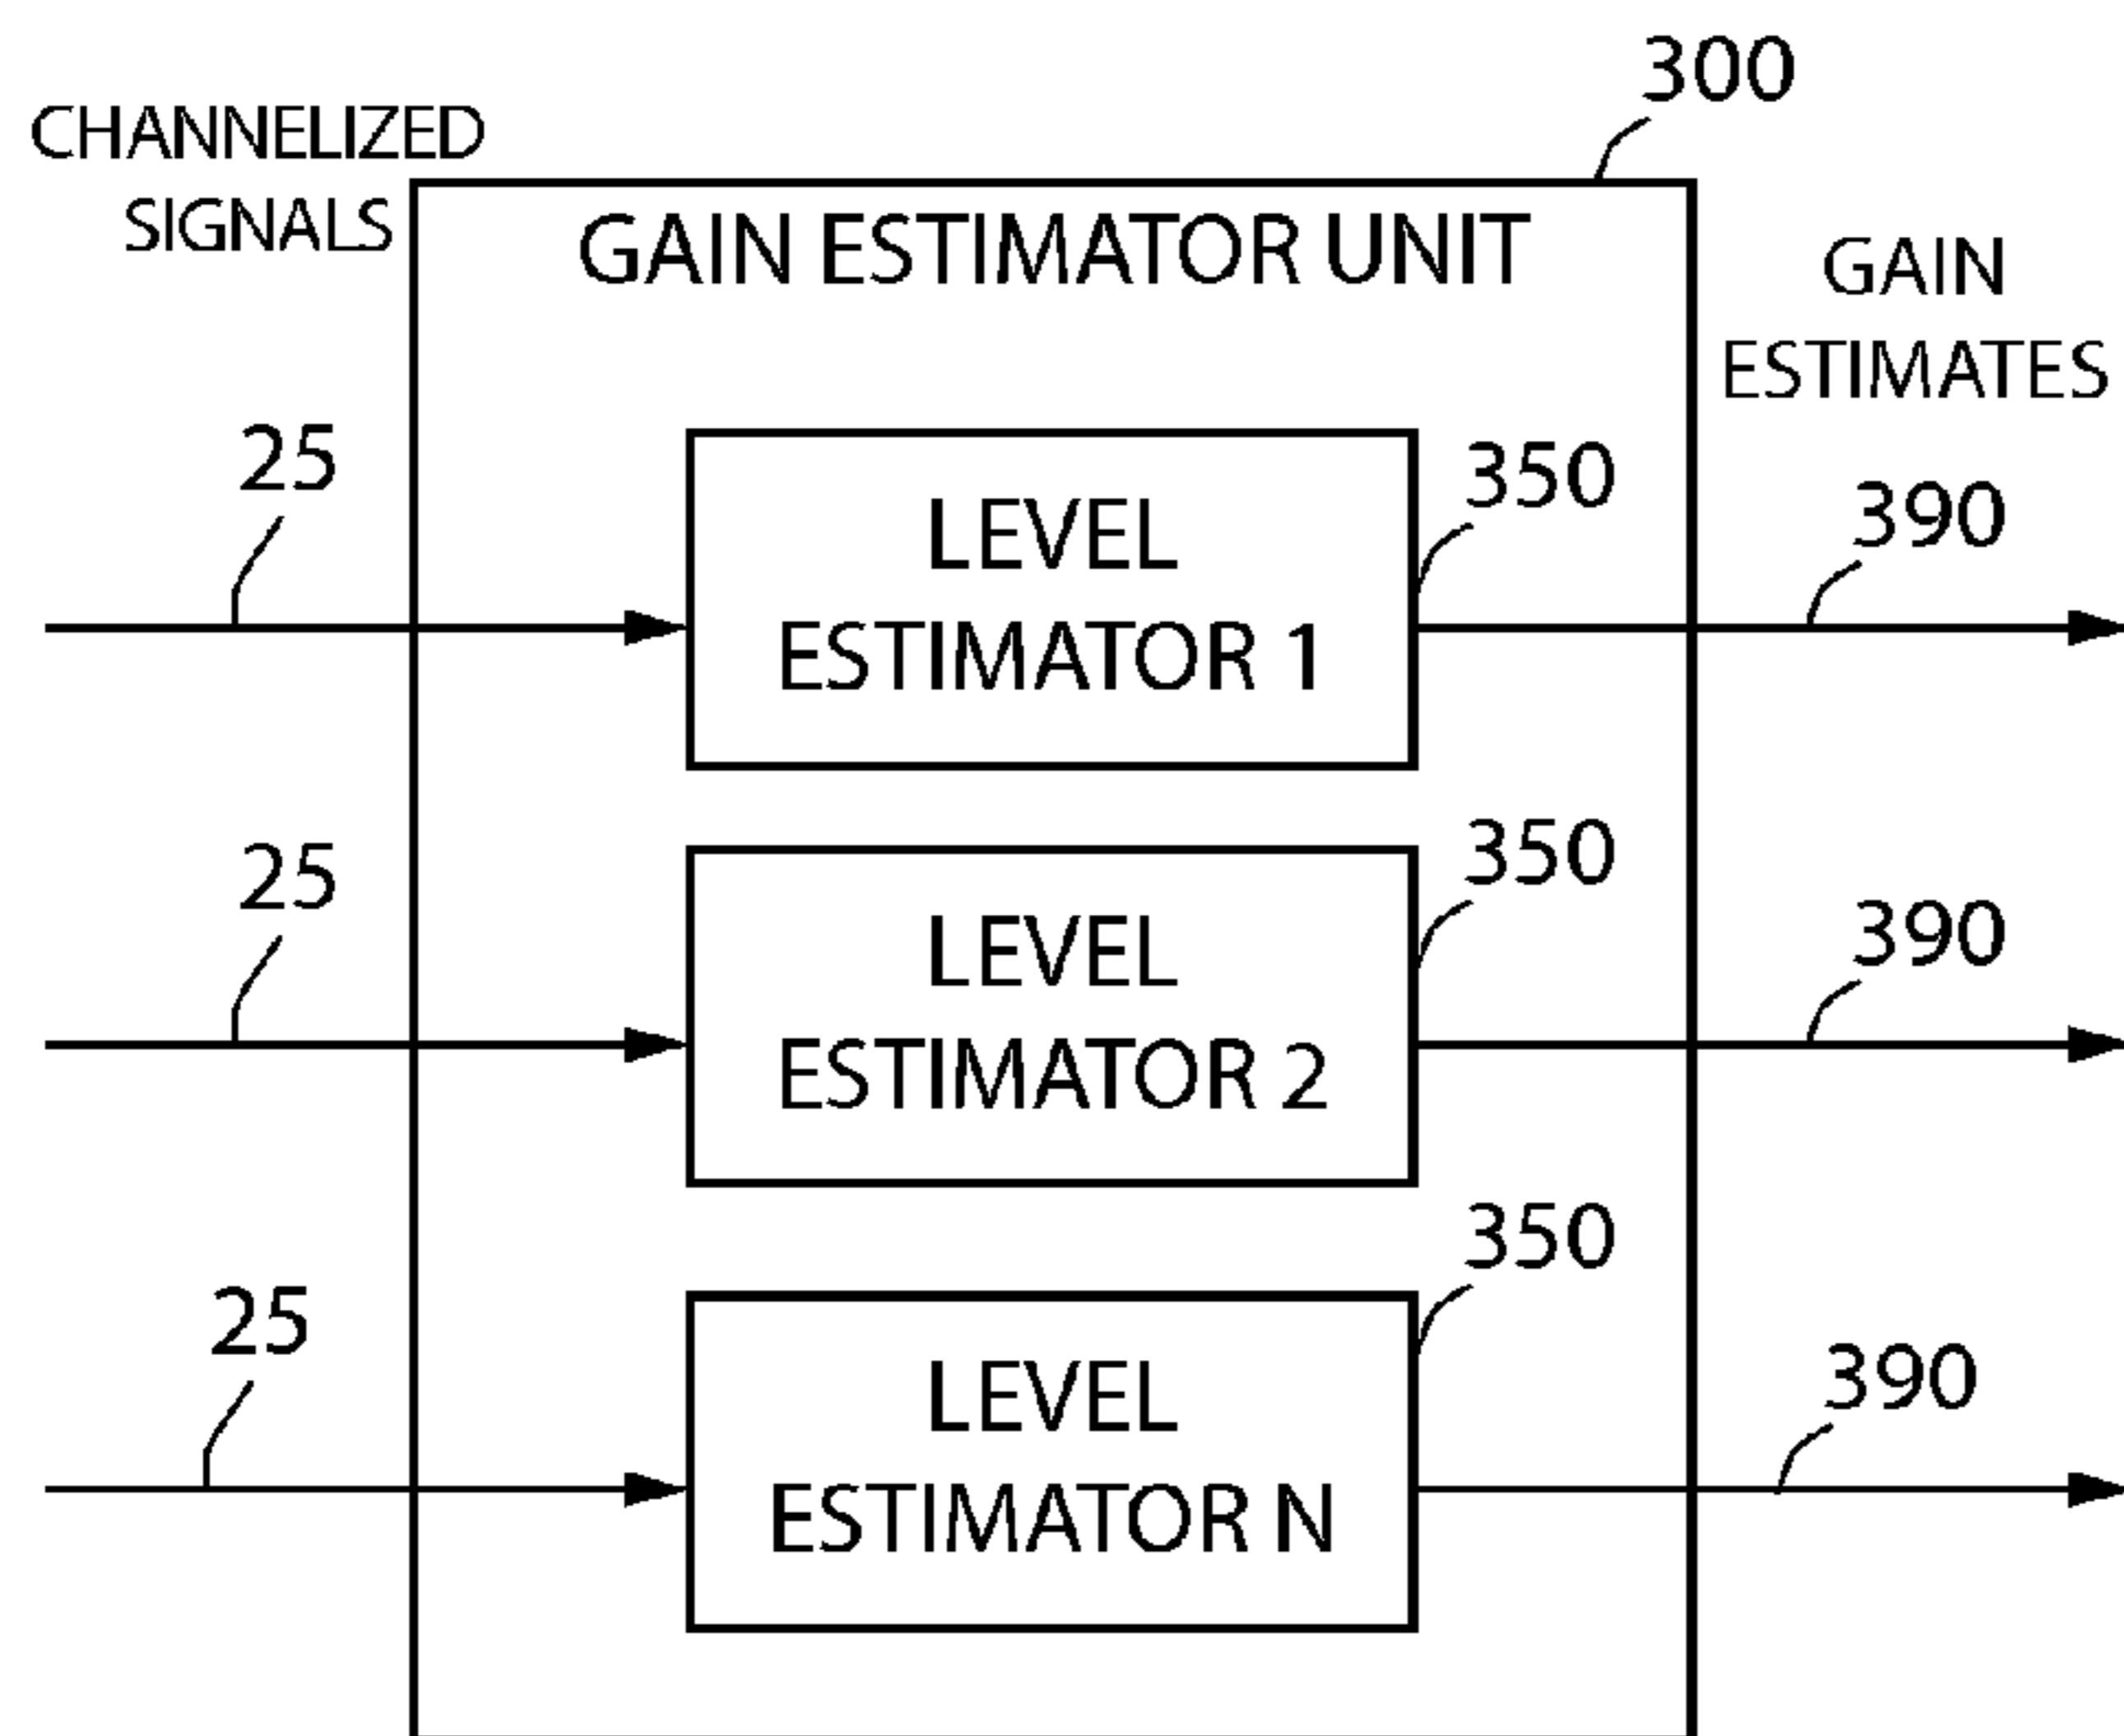 300
CHANNELIZED
SIGNALS
GAIN ESTIMATOR UNIT
GAIN
ESTIMATES
25
350
390
LEVEL
ESTIMATOR 1
25
350
390
LEVEL
ESTIMATOR 2
25
350
390
LEVEL
ESTIMATOR N